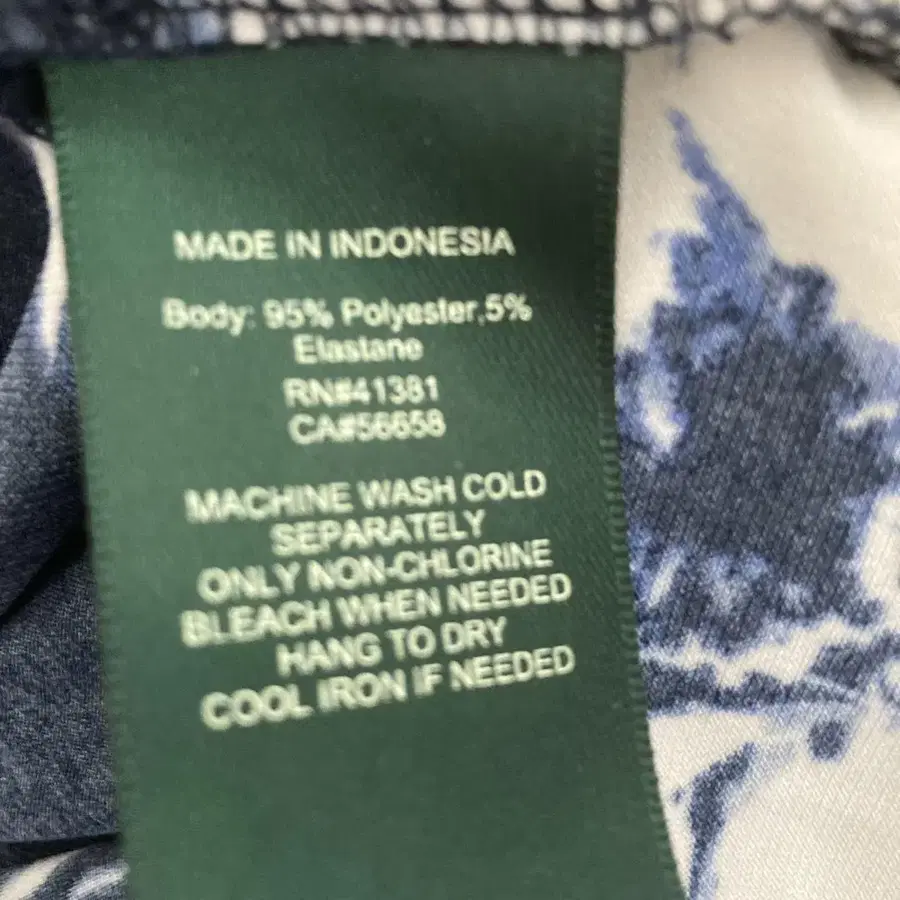 MADE IN INDONESIA
Body: 95% Polyester,5%
Elastane
RN#41381
CA#56658
MACHINE WASH COLD
SEPARATELY
ONLY NON-CHLORINE
BLEACH WHEN NEEDED
HANG TO DRY
COOL IRON IF NEEDED